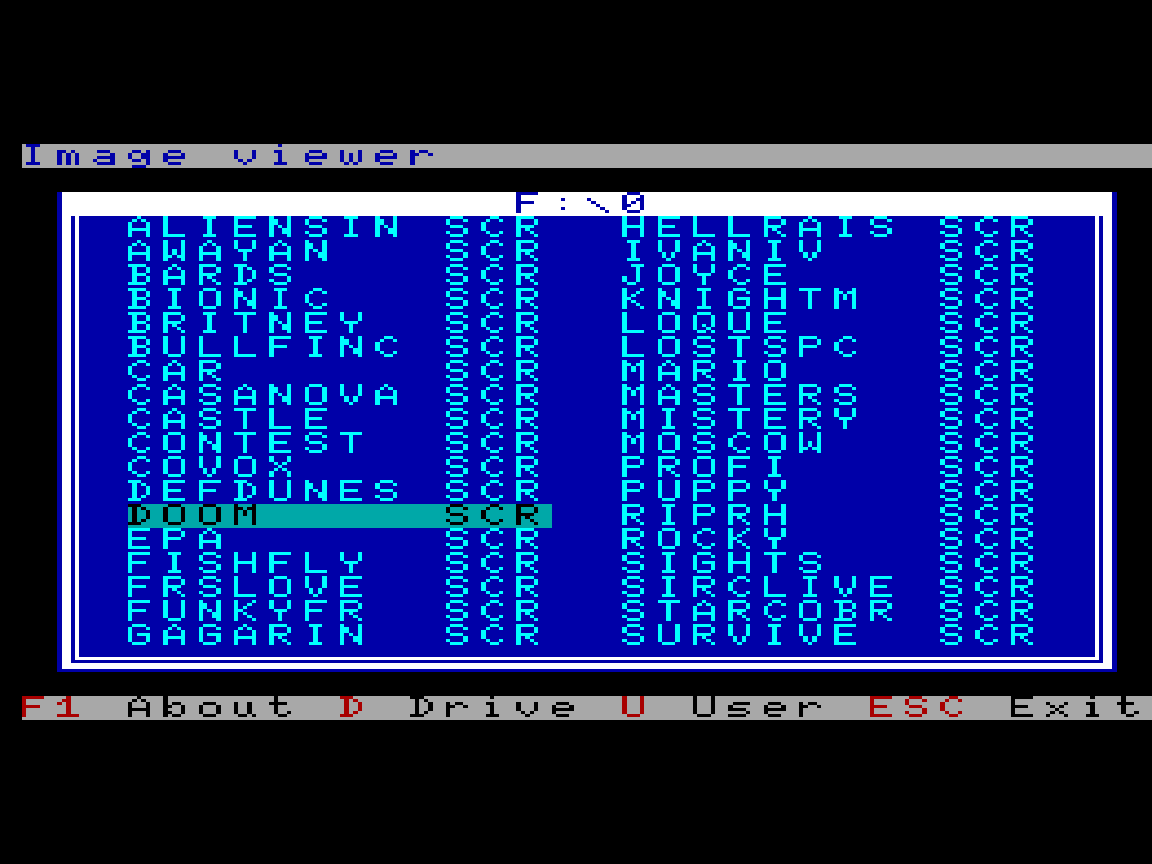 Image viewer
F:\0
ALIENSIN SCR HELLRAIS SCR
AWAYAN SCR IVANIV SCR
BARDS SCR JOYCE SCR
BIONIC SCR KNIGHTM SCR
BRITNEY SCR LOQUE SCR
BULLFINC SCR LOSTSPC SCR
CAR SCR MARIO SCR
CASANOVA SCR MASTERS SCR
CASTLE SCR MISTERY SCR
CONTEST SCR MOSCOW SCR
COVOX SCR PROFI SCR
DEFDUNES SCR PUPPY SCR
DOOM SCR RIPRH SCR
EPA SCR ROCKY SCR
FISHFLY SCR SIGHTS SCR
FRSLOVE SCR SIRCLIVE SCR
FUNKYFR SCR STARCOBR SCR
GAGARIN SCR SURVIVE SCR
F1 About D Drive U User ESC Exit